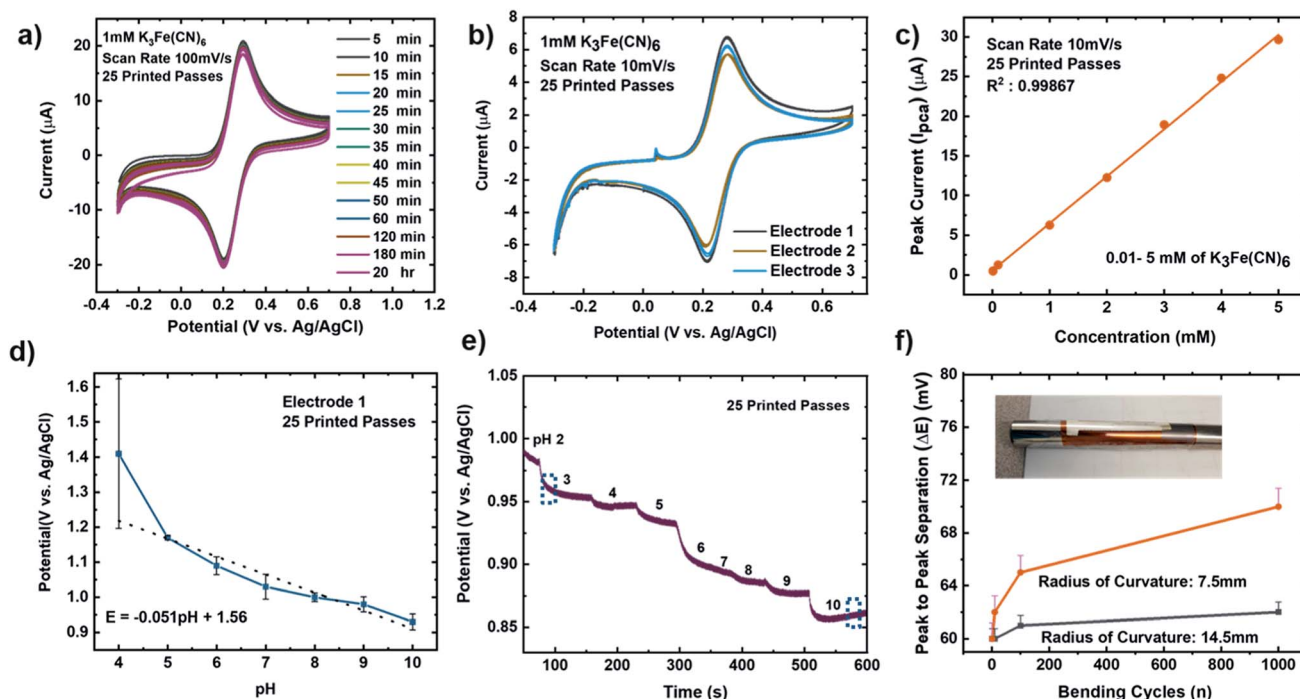 a)
1mM K3Fe(CN)6
Scan Rate 100mV/s
25 Printed Passes
5 min
10 min
15 min
20 min
25 min
30 min
35 min
40 min
45 min
50 min
60 min
120 min
180 min
20 hr
20
10
0
-10
-20
Current (μA)
-0.4 -0.2 0.0 0.2 0.4 0.6 0.8 1.0 1.2
Potential (V vs. Ag/AgCl)
b)
1mM K3Fe(CN)6
Scan Rate 10mV/s
25 Printed Passes
Electrode 1
Electrode 2
Electrode 3
8
6
4
2
0
-2
-4
-6
-8
Current (μA)
-0.4 -0.2 0.0 0.2 0.4 0.6 0.8
Potential (V vs. Ag/AgCl)
c)
Scan Rate 10mV/s
25 Printed Passes
R2 : 0.99867
0.01- 5 mM of K3Fe(CN)6
30
25
20
15
10
5
0
Peak Current (Ipca) (μA)
0 1 2 3 4 5
Concentration (mM)
d)
Electrode 1
25 Printed Passes
E = -0.051pH + 1.56
1.6
1.5
1.4
1.3
1.2
1.1
1.0
0.9
Potential(V vs. Ag/AgCl)
4 5 6 7 8 9 10
pH
e)
25 Printed Passes
pH 2
3
4
5
6
7
8
9
10
1.05
1.00
0.95
0.90
0.85
Potential (V vs. Ag/AgCl)
100 200 300 400 500 600
Time (s)
f)
Radius of Curvature: 7.5mm
Radius of Curvature: 14.5mm
80
76
72
68
64
60
Peak to Peak Separation (ΔE) (mV)
0 200 400 600 800 1000
Bending Cycles (n)